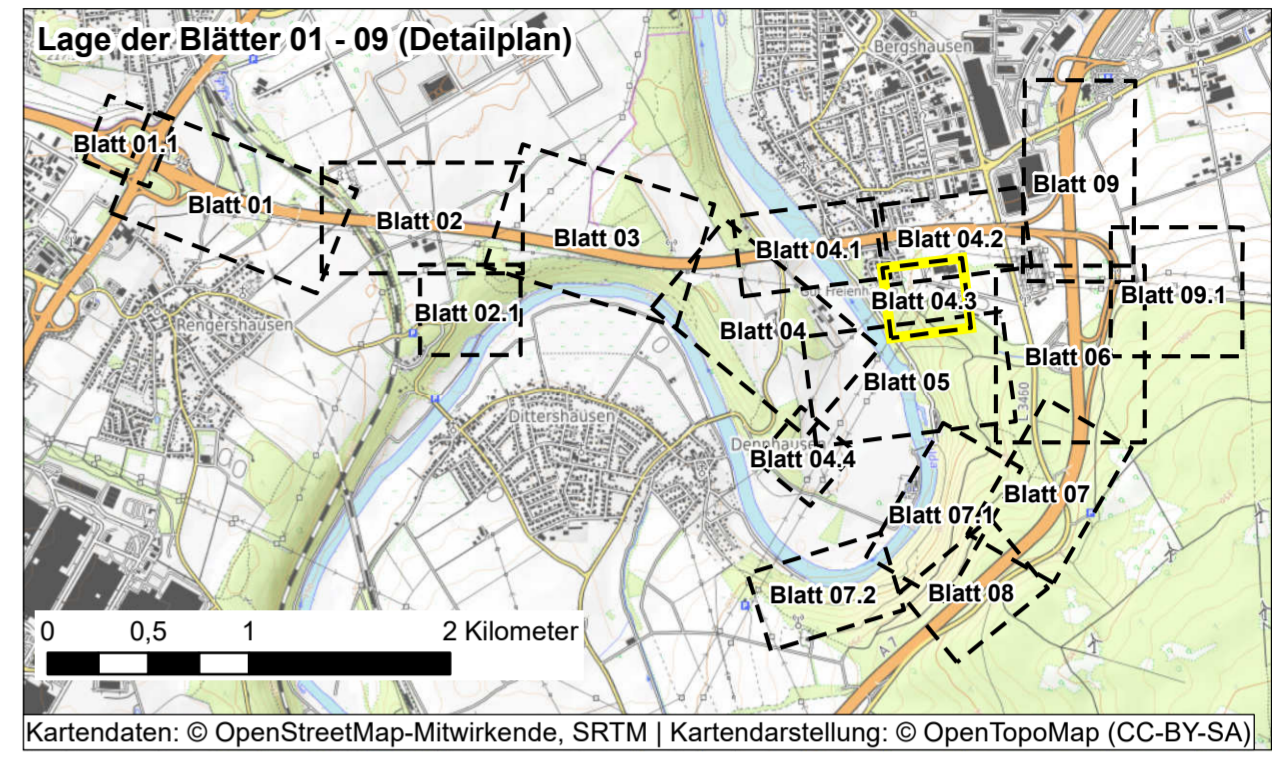 Lage der Blätter 01 - 09 (Detailplan)
Bergshausen
Blatt 01.1
Blatt 09
Blatt 01
Blatt 02
Blatt 03
Blatt 04.1
Blatt 04.2
Blatt 04.3
Blatt 09.1
Blatt 02.1
Rengershausen
Blatt 04
Blatt 06
Blatt 05
L 3460
Dittershausen
Dennhausen
Blatt 04.4
Blatt 07
Blatt 07.1
Blatt 07.2
Blatt 08
A 7
0 0,5 1 2 Kilometer
Kartendaten: © OpenStreetMap-Mitwirkende, SRTM | Kartendarstellung: © OpenTopoMap (CC-BY-SA)